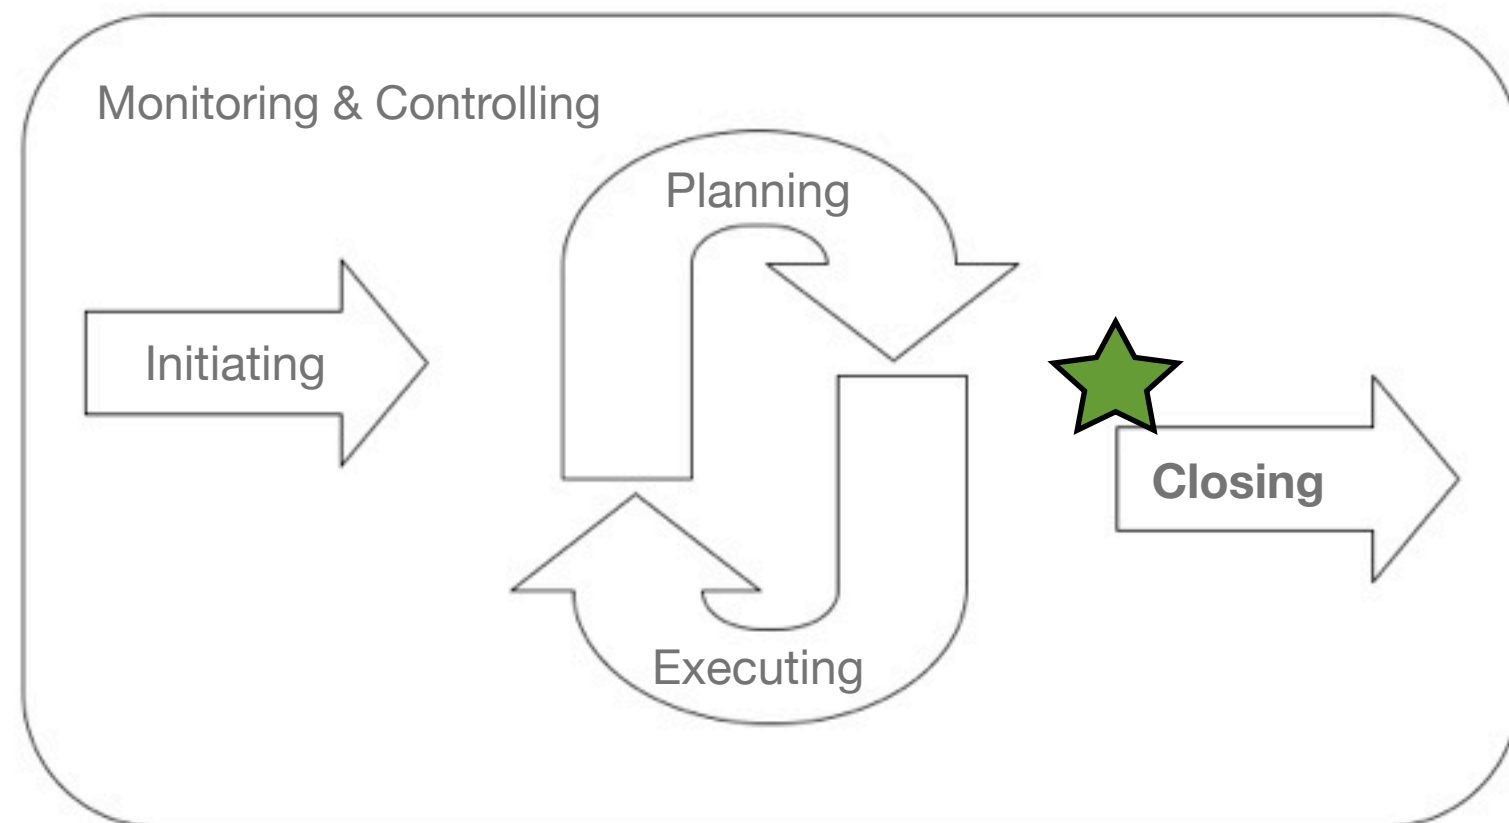 Monitoring & Controlling
Planning
Initiating
Closing
Executing